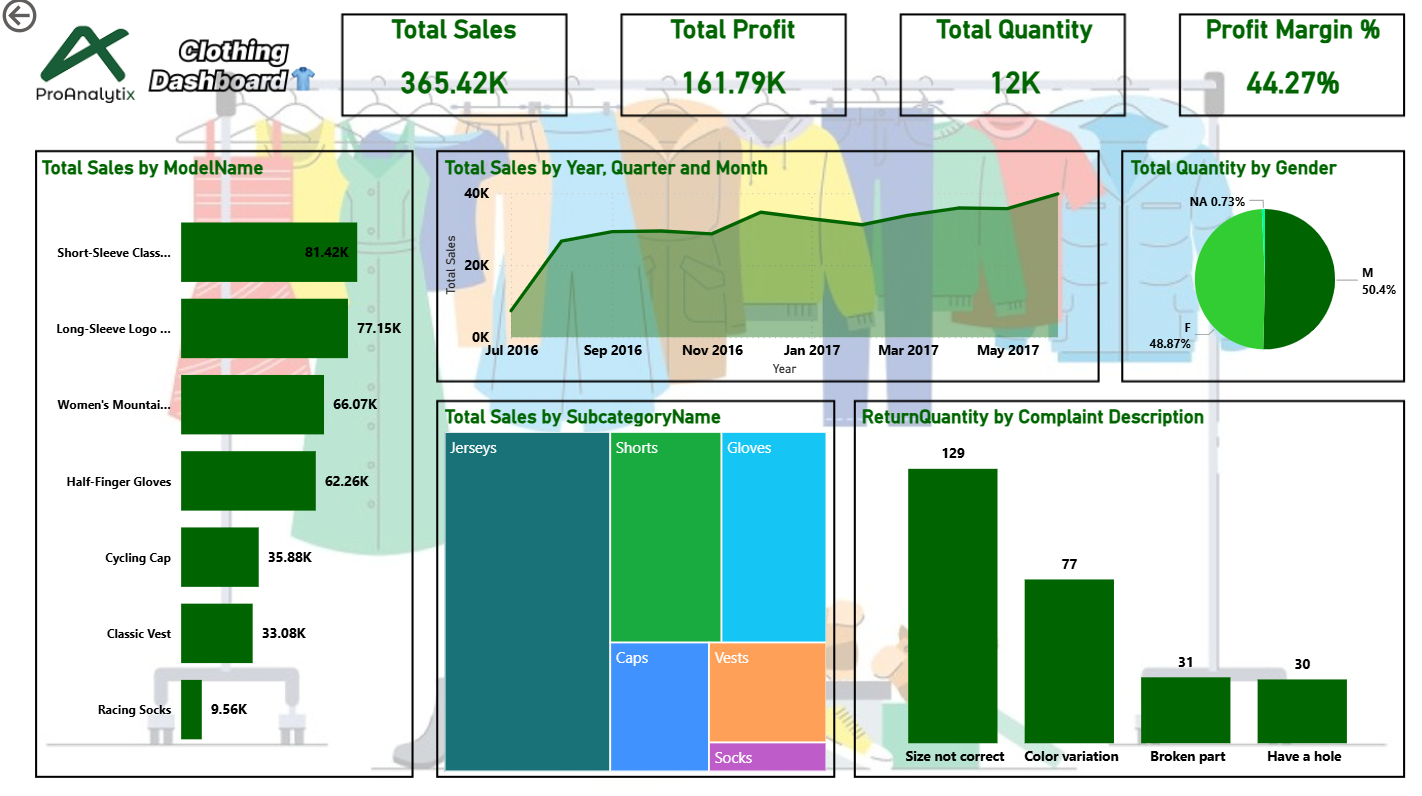 ProAnalytix
Clothing
Dashboard
Total Sales
365.42K
Total Profit
161.79K
Total Quantity
12K
Profit Margin %
44.27%
Total Sales by ModelName
Short-Sleeve Class...
81.42K
Long-Sleeve Logo ...
77.15K
Women's Mountai...
66.07K
Half-Finger Gloves
62.26K
Cycling Cap
35.88K
Classic Vest
33.08K
Racing Socks
9.56K
Total Sales by Year, Quarter and Month
Total Sales
40K
20K
0K
Jul 2016 Sep 2016 Nov 2016 Jan 2017 Mar 2017 May 2017
Year
Total Quantity by Gender
NA 0.73%
M
50.4%
F
48.87%
Total Sales by SubcategoryName
Jerseys
Shorts
Gloves
Caps
Vests
Socks
ReturnQuantity by Complaint Description
129
77
31
30
Size not correct Color variation Broken part Have a hole